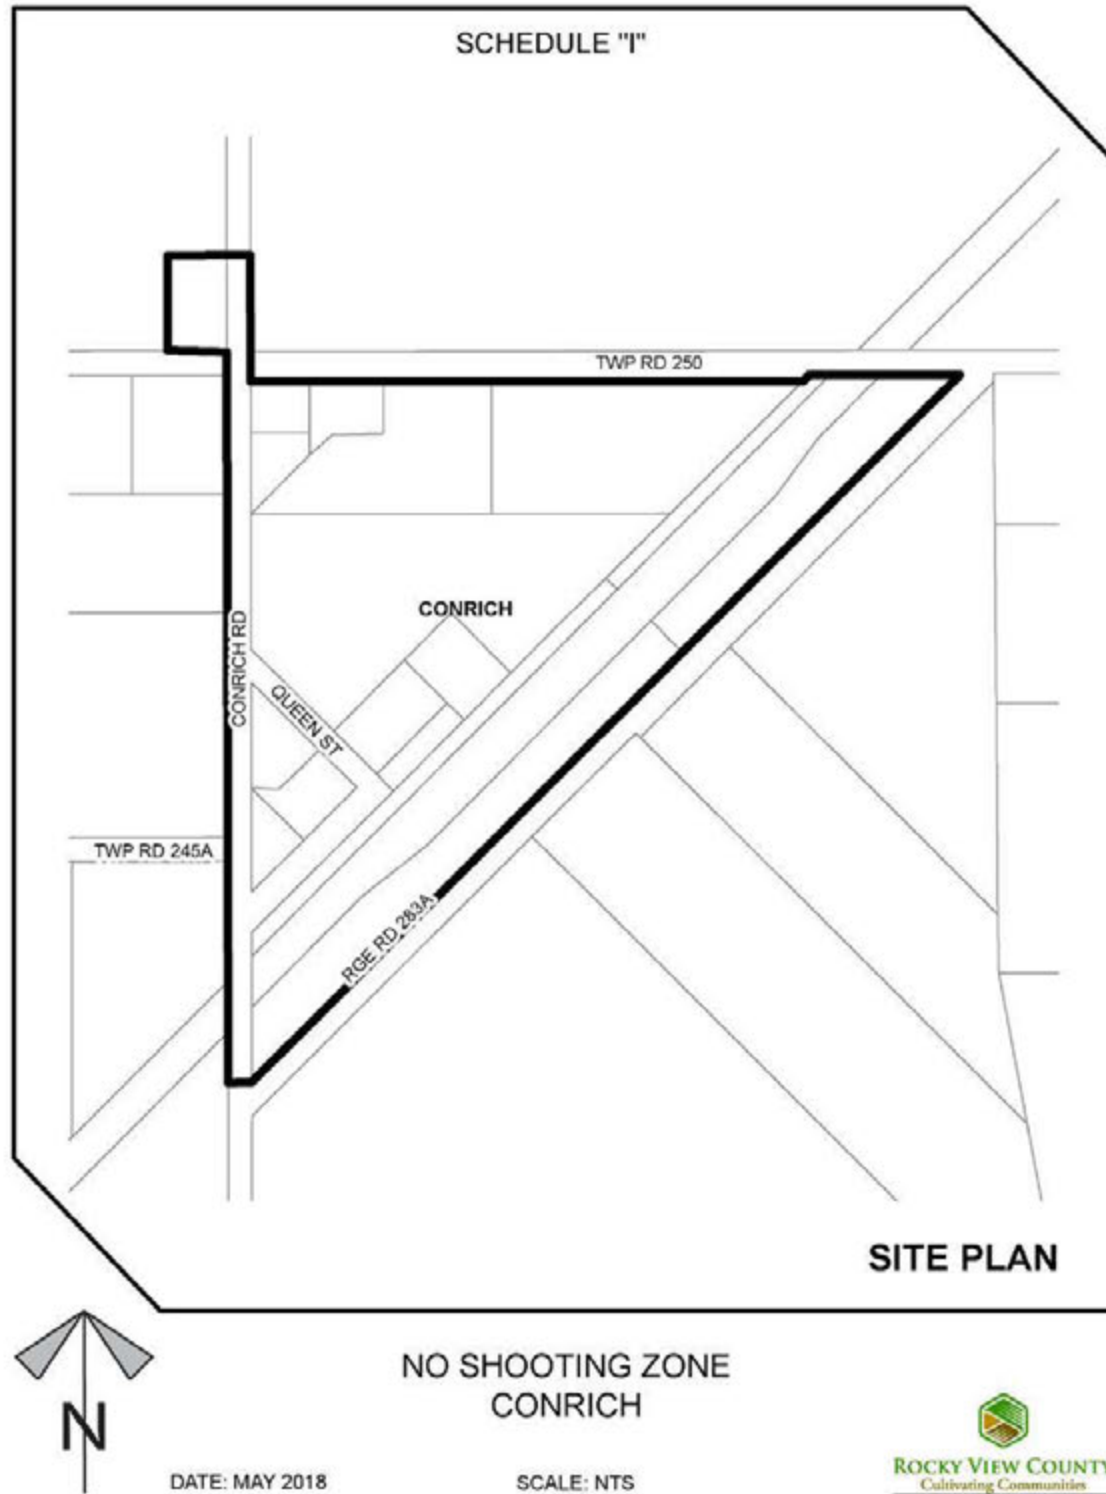 SCHEDULE "I"
TWP RD 250
CONRICH
CONRICH RD
QUEEN ST
TWP RD 245A
RGE RD 283A
SITE PLAN
N
NO SHOOTING ZONE
CONRICH
DATE: MAY 2018
SCALE: NTS
ROCKY VIEW COUNTY
Cultivating Communities